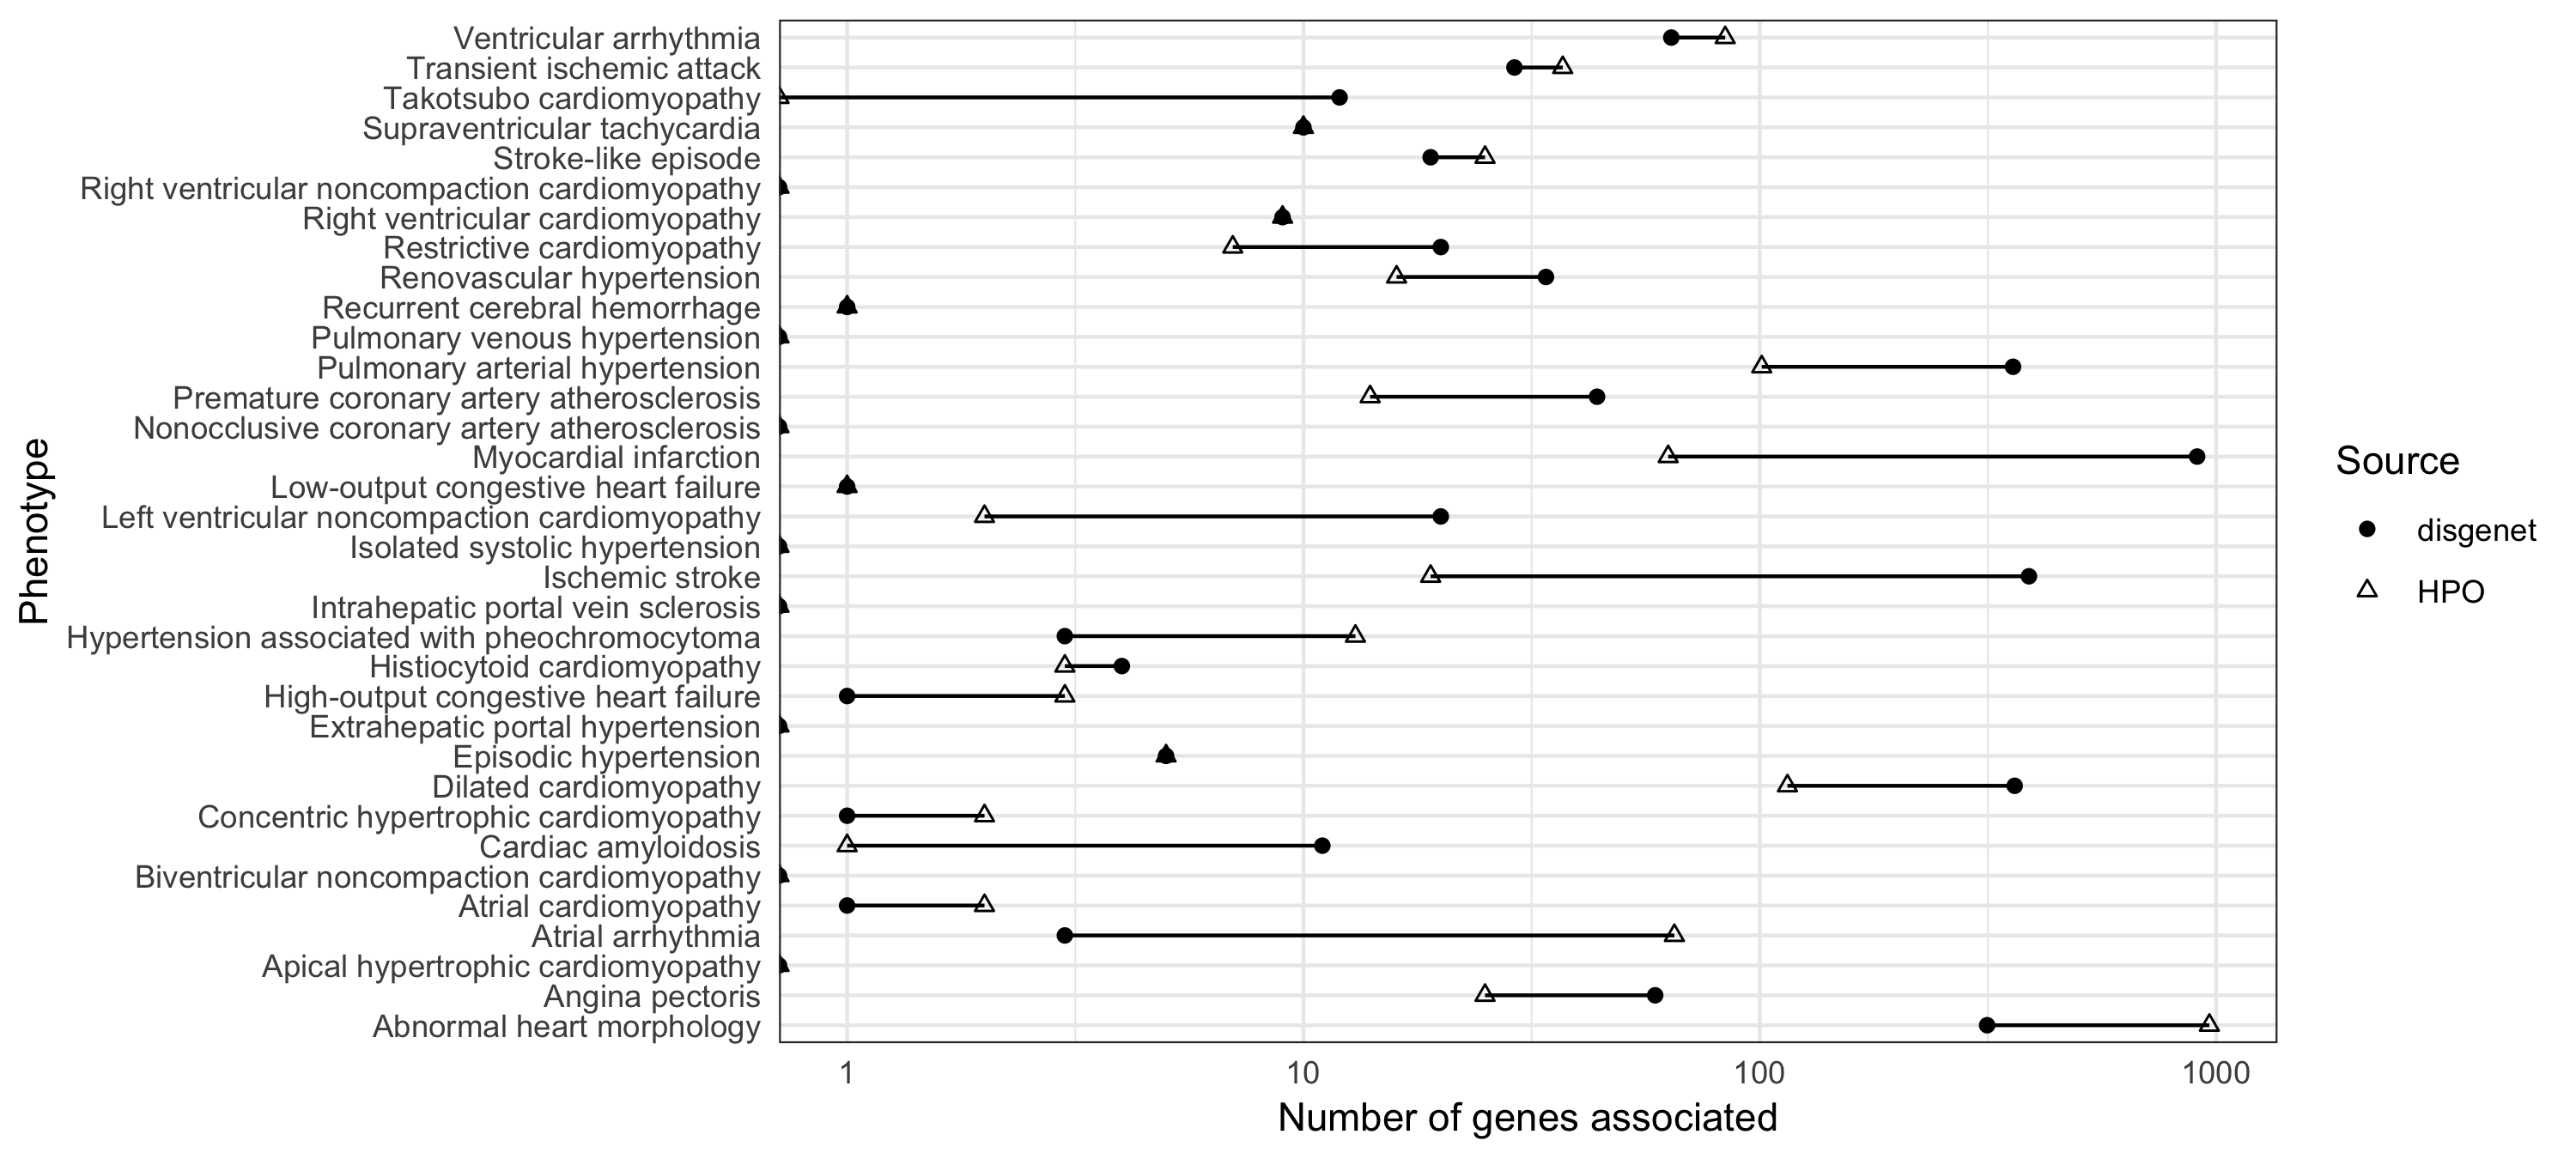 Ventricular arrhythmia
Transient ischemic attack
Takotsubo cardiomyopathy
Supraventricular tachycardia
Stroke-like episode
Right ventricular noncompaction cardiomyopathy
Right ventricular cardiomyopathy
Restrictive cardiomyopathy
Renovascular hypertension
Recurrent cerebral hemorrhage
Pulmonary venous hypertension
Pulmonary arterial hypertension
Premature coronary artery atherosclerosis
Nonocclusive coronary artery atherosclerosis
Myocardial infarction
Low-output congestive heart failure
Left ventricular noncompaction cardiomyopathy
Isolated systolic hypertension
Ischemic stroke
Intrahepatic portal vein sclerosis
Hypertension associated with pheochromocytoma
Histiocytoid cardiomyopathy
High-output congestive heart failure
Extrahepatic portal hypertension
Episodic hypertension
Dilated cardiomyopathy
Concentric hypertrophic cardiomyopathy
Cardiac amyloidosis
Biventricular noncompaction cardiomyopathy
Atrial cardiomyopathy
Atrial arrhythmia
Apical hypertrophic cardiomyopathy
Angina pectoris
Abnormal heart morphology
Phenotype
1 10 100 1000
Number of genes associated
Source
disgenet
HPO